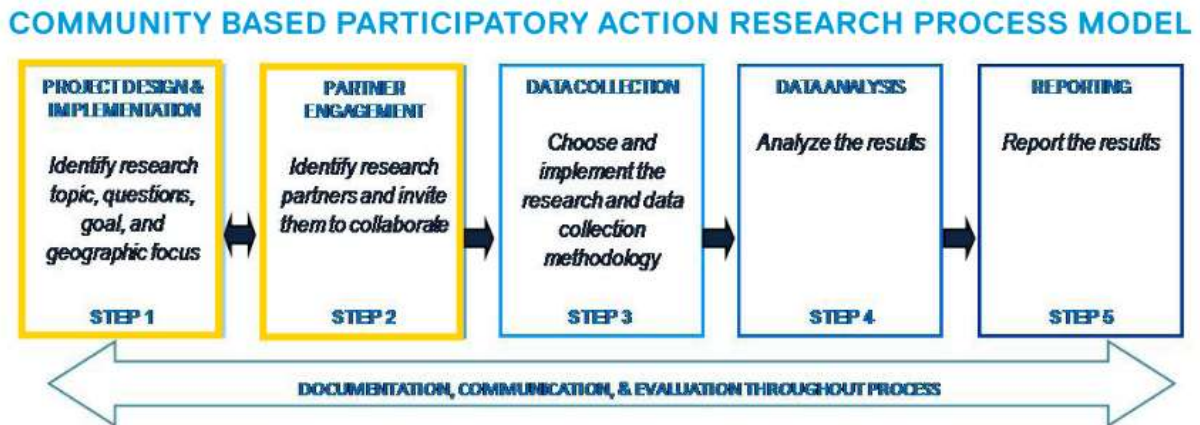 COMMUNITY BASED PARTICIPATORY ACTION RESEARCH PROCESS MODEL
PROJECT DESIGN &
IMPLEMENTATION
Identify research
topic, questions,
goal, and
geographic focus
STEP 1
PARTNER
ENGAGEMENT
Identify research
partners and invite
them to collaborate
STEP 2
DATA COLLECTION
Choose and
implement the
research and data
collection
methodology
STEP 3
DATA ANALYSIS
Analyze the results
STEP 4
REPORTING
Report the results
STEP 5
DOCUMENTATION, COMMUNICATION, & EVALUATION THROUGHOUT PROCESS